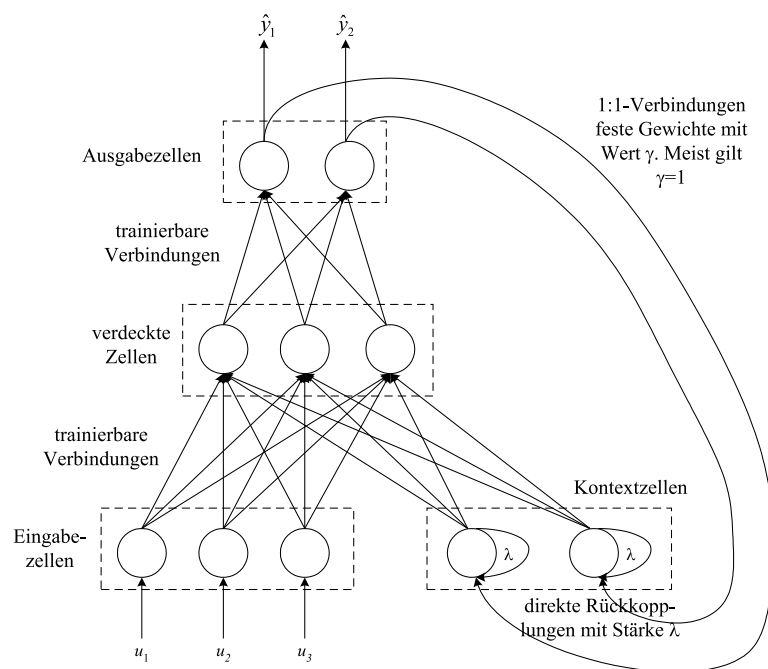 ŷ1 ŷ2
1:1-Verbindungen
feste Gewichte mit
Wert γ. Meist gilt
γ=1
Ausgabezellen
trainierbare
Verbindungen
verdeckte
Zellen
trainierbare
Verbindungen
Kontextzellen
Eingabe-
zellen
λ λ
direkte Rückkopp-
lungen mit Stärke λ
u1 u2 u3